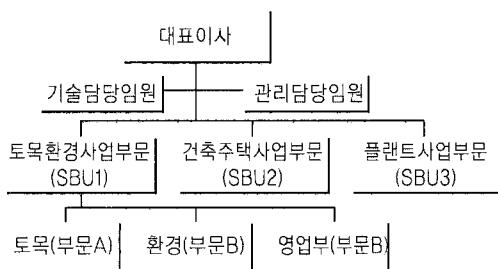 대표이사
기술담당임원 관리담당임원
토목환경사업부문 건축주택사업부문 플랜트사업부문
(SBU1) (SBU2) (SBU3)
토목(부문A) 환경(부문B) 영업부(부문B)